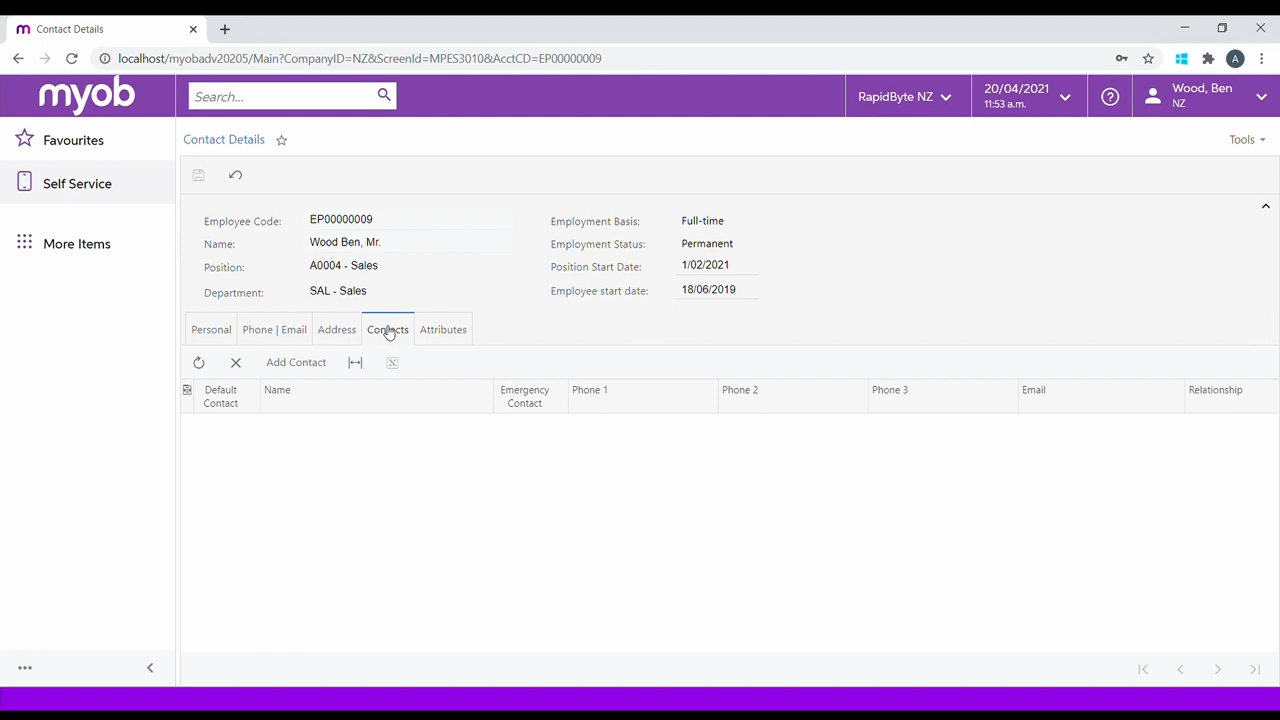 Contact Details
localhost/myobadv20205/Main?CompanyID=NZ&ScreenId=MPES3011&AcctCD=EP00000009
A
myob
Search...
RapidByte NZ
20/04/2021
11:53 a.m.
Wood, Ben
NZ
Favourites
Self Service
More Items
Contact Details
Tools
Employee Code: EP00000009 Employment Basis: Full-time
Name: Wood Ben, Mr. Employment Status: Permanent
Position: A0004 - Sales Position Start Date: 1/02/2021
Department: SAL - Sales Employee start date: 18/06/2019
Personal Phone | Email Address Contacts Attributes
Add Contact
Default Contact Name Emergency Contact Phone 1 Phone 2 Phone 3 Email Relationship